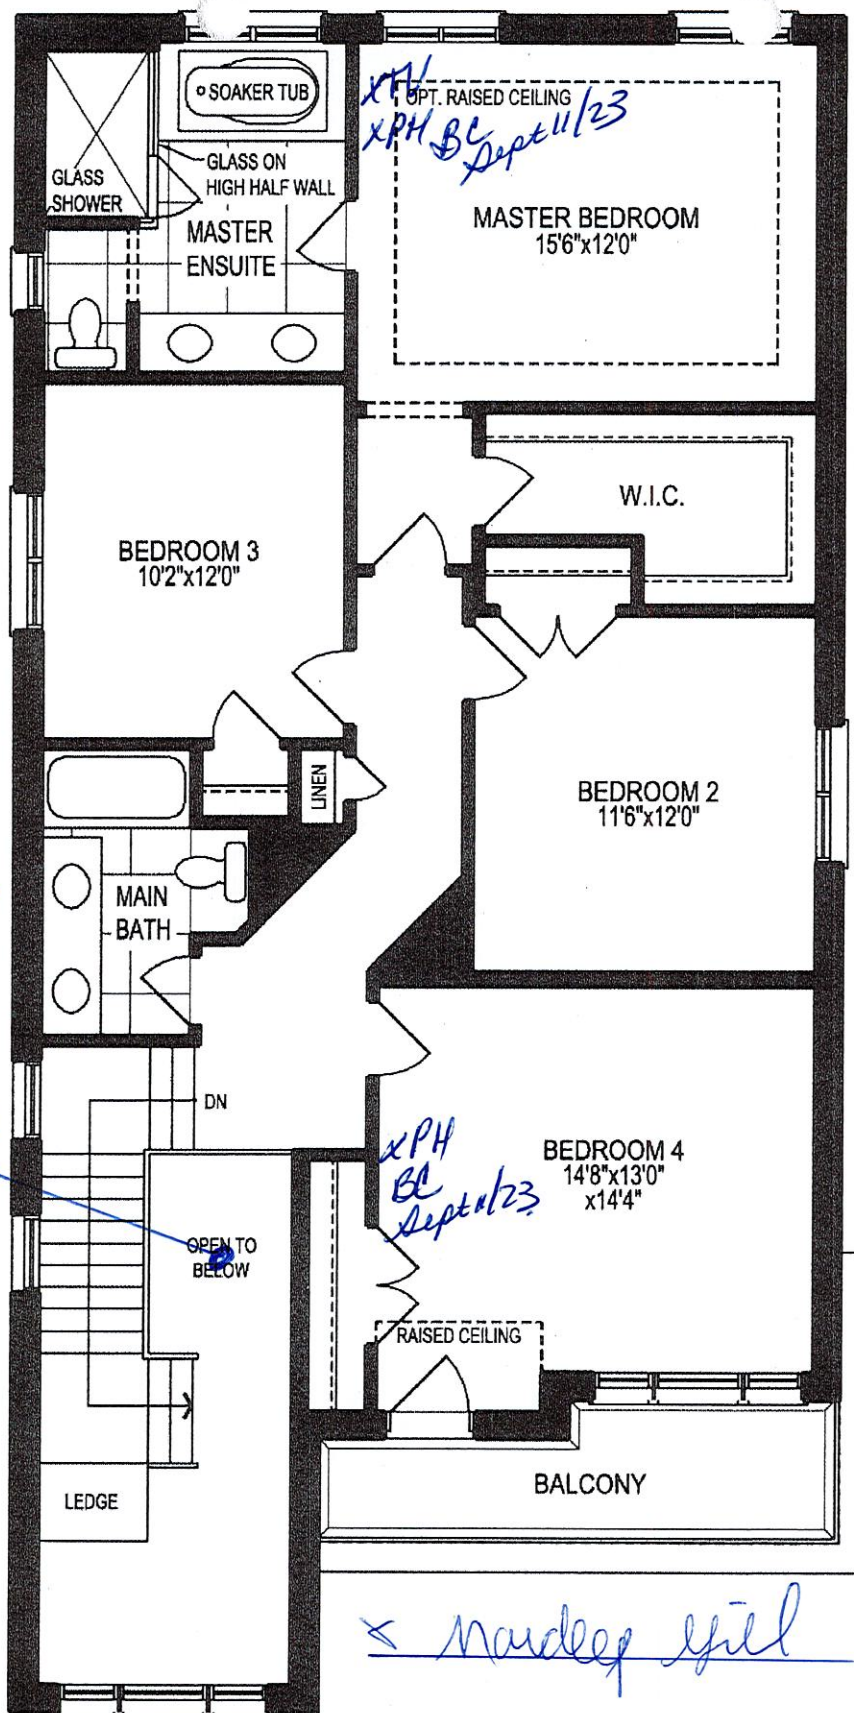 SOAKER TUB
GLASS
SHOWER
GLASS ON
HIGH HALF WALL
MASTER
ENSUITE
XTV
XPH BC
Sept 11/23
OPT. RAISED CEILING
MASTER BEDROOM
15'6"x12'0"
W.I.C.
BEDROOM 3
10'2"x12'0"
LINEN
BEDROOM 2
11'6"x12'0"
MAIN
BATH
DN
XPH
BC
Sept 11/23
BEDROOM 4
14'8"x13'0"
x14'4"
OPEN TO
BELOW
RAISED CEILING
LEDGE
BALCONY
x Nardeep Gill